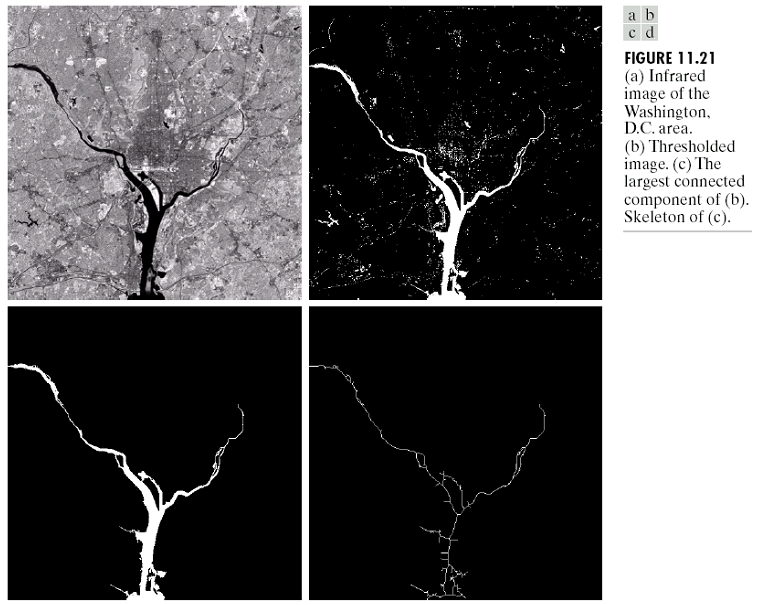 a b
c d
FIGURE 11.21
(a) Infrared
image of the
Washington,
D.C. area.
(b) Thresholded
image. (c) The
largest connected
component of (b).
Skeleton of (c).